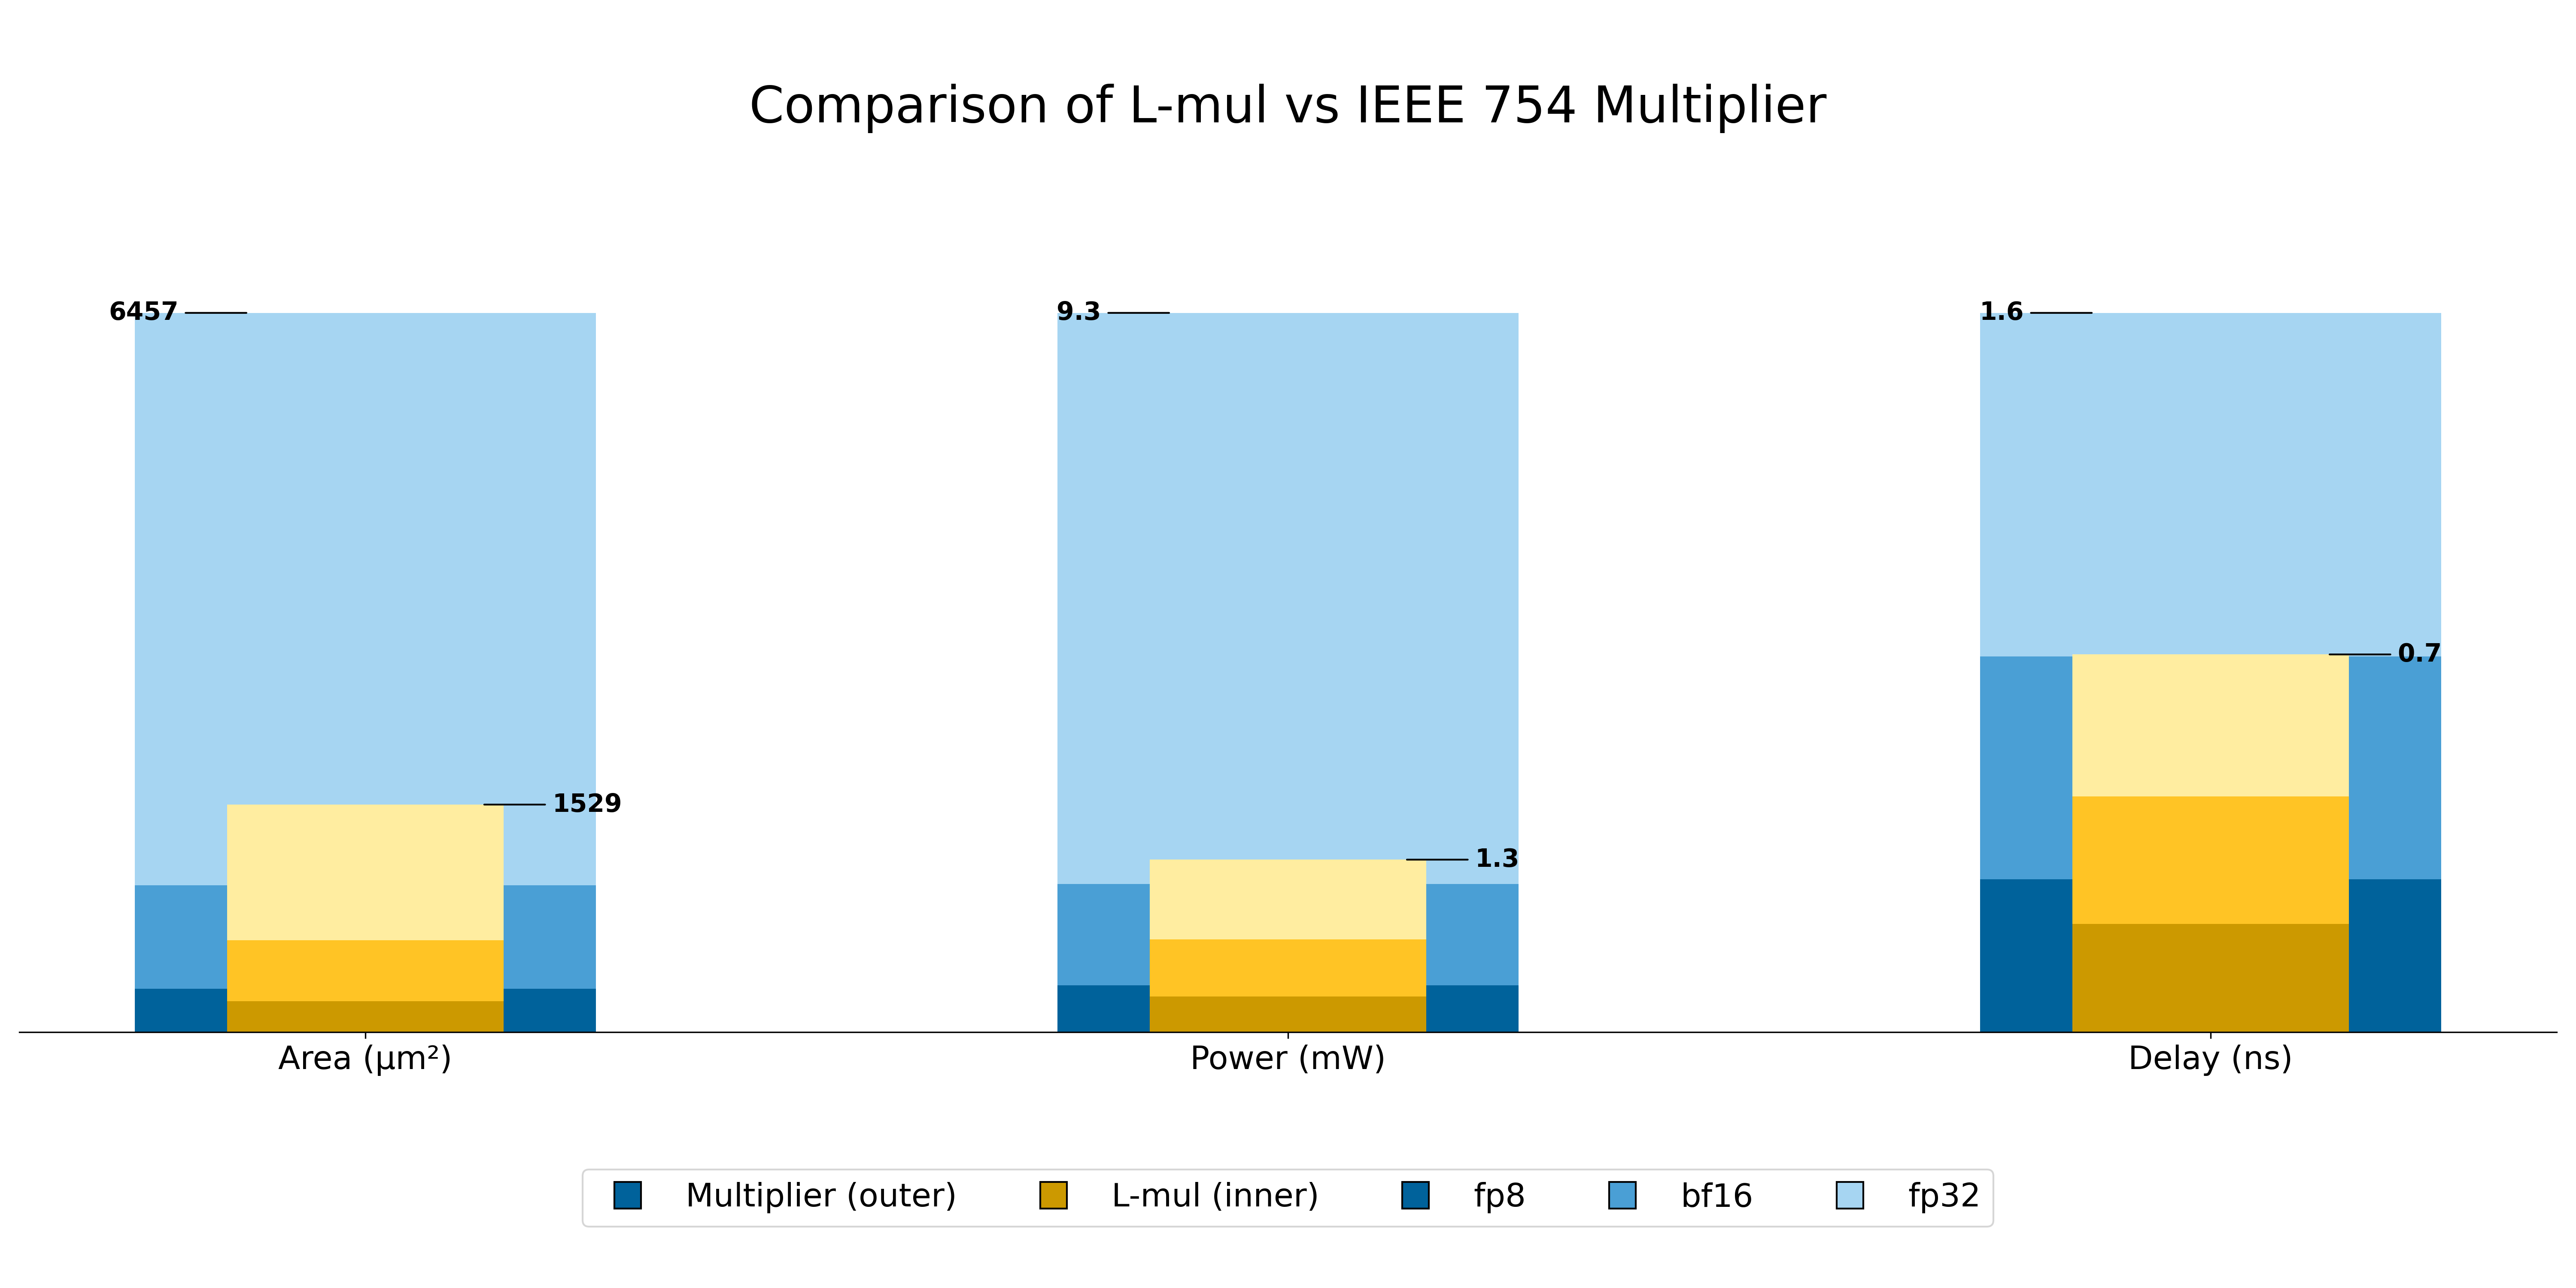 Comparison of L-mul vs IEEE 754 Multiplier
6457
9.3
1.6
0.7
1529
1.3
Area (μm²)
Power (mW)
Delay (ns)
Multiplier (outer)
L-mul (inner)
fp8
bf16
fp32